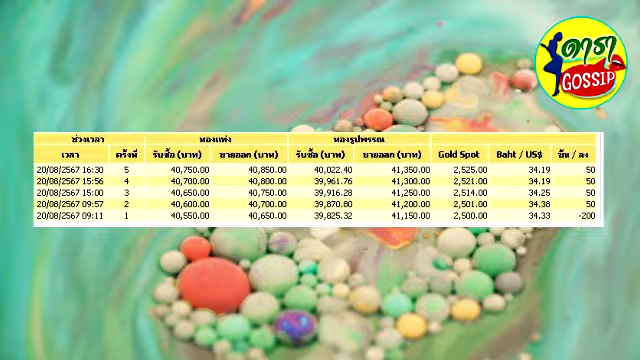 ดารา
GOSSIP
ช่วงเวลา ทองแท่ง ทองรูปพรรณ
เวลา ครั้งที่ รับซื้อ (บาท) ขายออก (บาท) รับซื้อ (บาท) ขายออก (บาท) Gold Spot Baht / US$ ขึ้น / ลง
20/08/2567 16:30 5 40,750.00 40,850.00 40,022.40 41,350.00 2,525.00 34.19 50
20/08/2567 15:56 4 40,700.00 40,800.00 39,961.76 41,300.00 2,521.00 34.19 50
20/08/2567 15:00 3 40,650.00 40,750.00 39,916.28 41,250.00 2,514.00 34.25 50
20/08/2567 09:57 2 40,600.00 40,700.00 39,870.80 41,200.00 2,501.00 34.38 50
20/08/2567 09:11 1 40,550.00 40,650.00 39,825.32 41,150.00 2,500.00 34.33 -200